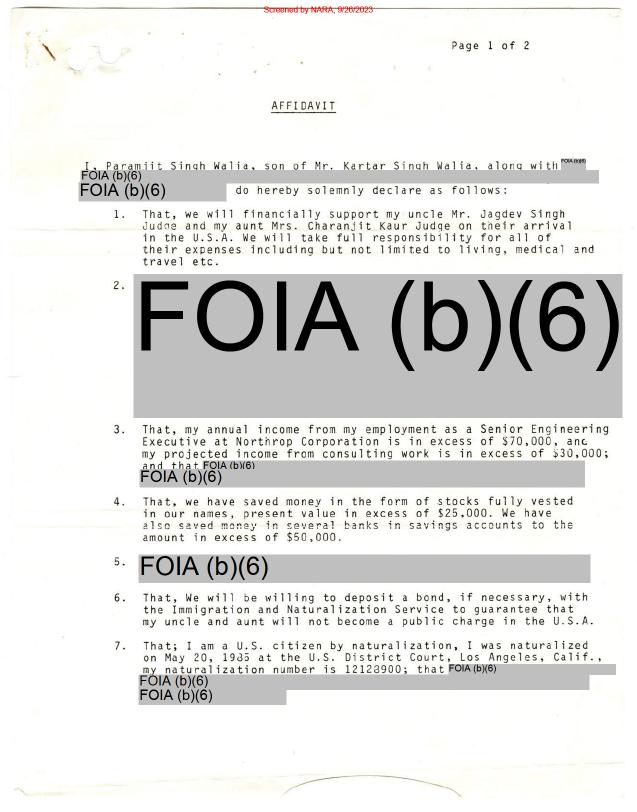 Screened by NARA, 9/26/2023
Page 1 of 2
AFFIDAVIT
I, Paramjit Singh Walia, son of Mr. Kartar Singh Walia, along with FOIA (b)(6)
FOIA (b)(6)
FOIA (b)(6) do hereby solemnly declare as follows:
1. That, we will financially support my uncle Mr. Jagdev Singh
Judge and my aunt Mrs. Charanjit Kaur Judge on their arrival
in the U.S.A. We will take full responsibility for all of
their expenses including but not limited to living, medical and
travel etc.
2. FOIA (b)(6)
3. That, my annual income from my employment as a Senior Engineering
Executive at Northrop Corporation is in excess of $70,000, and
my projected income from consulting work is in excess of $30,000;
and that FOIA (b)(6)
FOIA (b)(6)
4. That, we have saved money in the form of stocks fully vested
in our names, present value in excess of $25,000. We have
also saved money in several banks in savings accounts to the
amount in excess of $50,000.
5. FOIA (b)(6)
6. That, We will be willing to deposit a bond, if necessary, with
the Immigration and Naturalization Service to guarantee that
my uncle and aunt will not become a public charge in the U.S.A.
7. That; I am a U.S. citizen by naturalization, I was naturalized
on May 20, 1985 at the U.S. District Court, Los Angeles, Calif.,
my naturalization number is 12128900; that FOIA (b)(6)
FOIA (b)(6)
FOIA (b)(6)